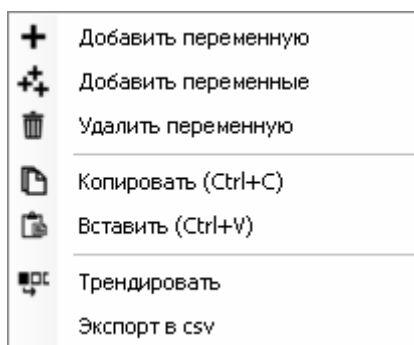 Добавить переменную
Добавить переменные
Удалить переменную
Копировать (Ctrl+C)
Вставить (Ctrl+V)
Трендировать
Экспорт в csv